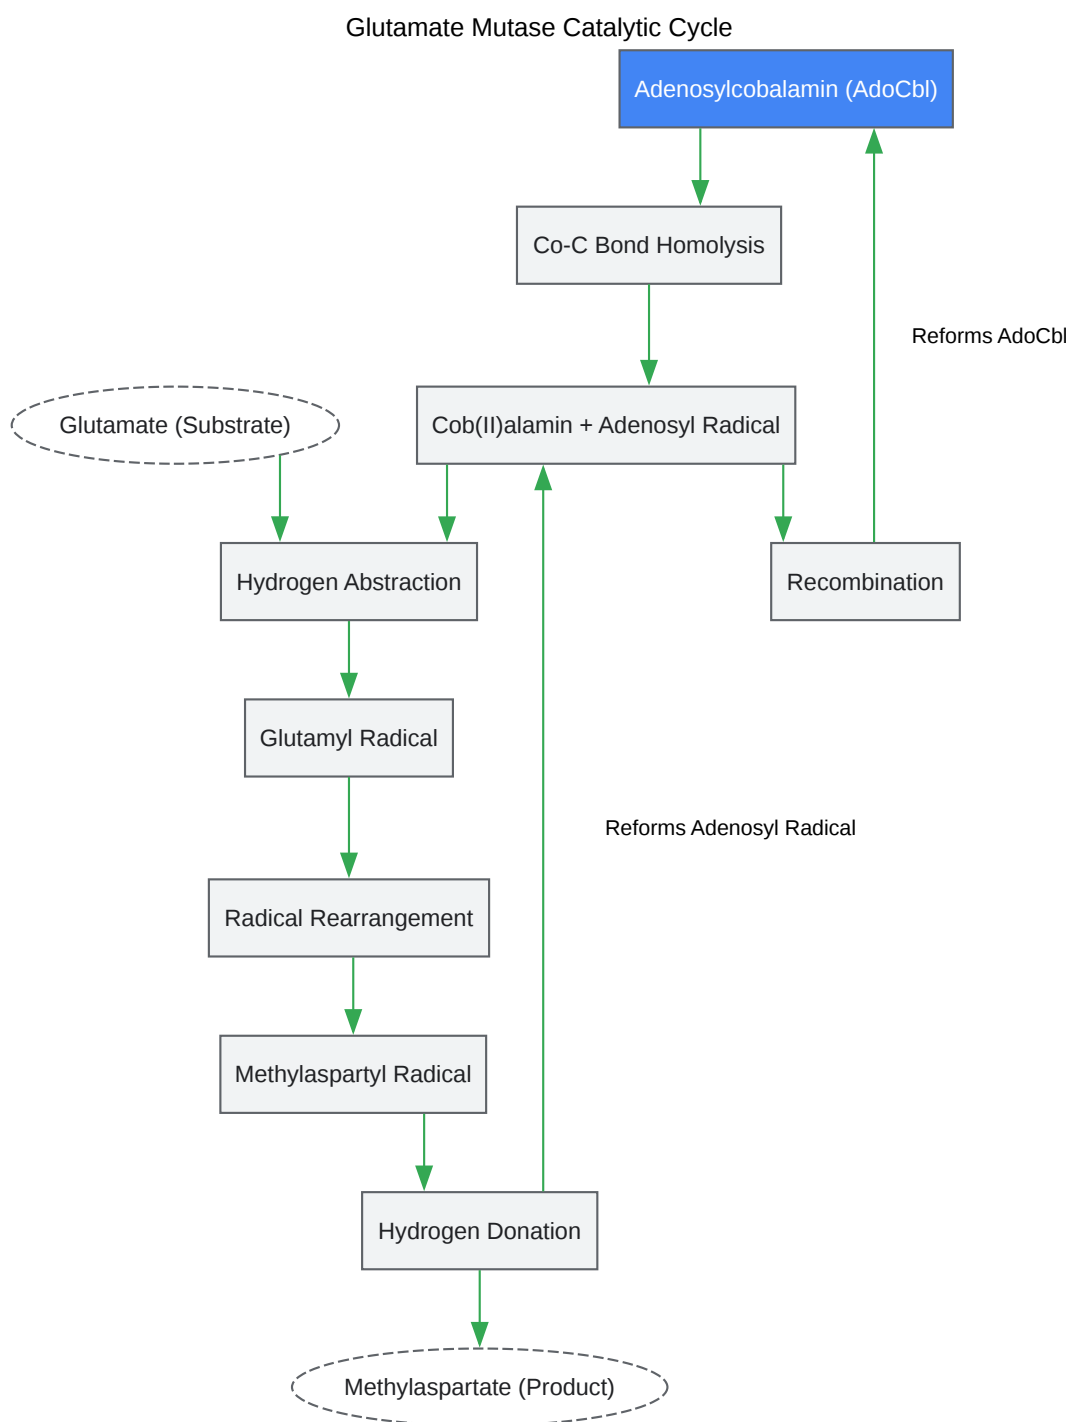 Glutamate Mutase Catalytic Cycle
Adenosylcobalamin (AdoCbl)
Co-C Bond Homolysis
Reforms AdoCbl
Glutamate (Substrate)
Cob(II)alamin + Adenosyl Radical
Hydrogen Abstraction
Recombination
Glutamyl Radical
Reforms Adenosyl Radical
Radical Rearrangement
Methylaspartyl Radical
Hydrogen Donation
Methylaspartate (Product)